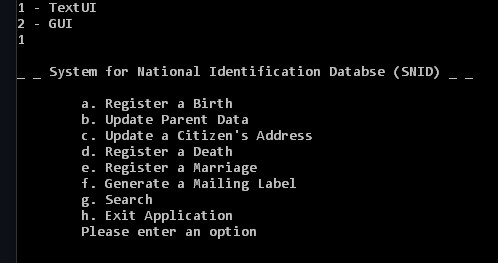 1 - TextUI
2 - GUI
1
_ _ System for National Identification Databse (SNID) _ _
a. Register a Birth
b. Update Parent Data
c. Update a Citizen's Address
d. Register a Death
e. Register a Marriage
f. Generate a Mailing Label
g. Search
h. Exit Application
Please enter an option